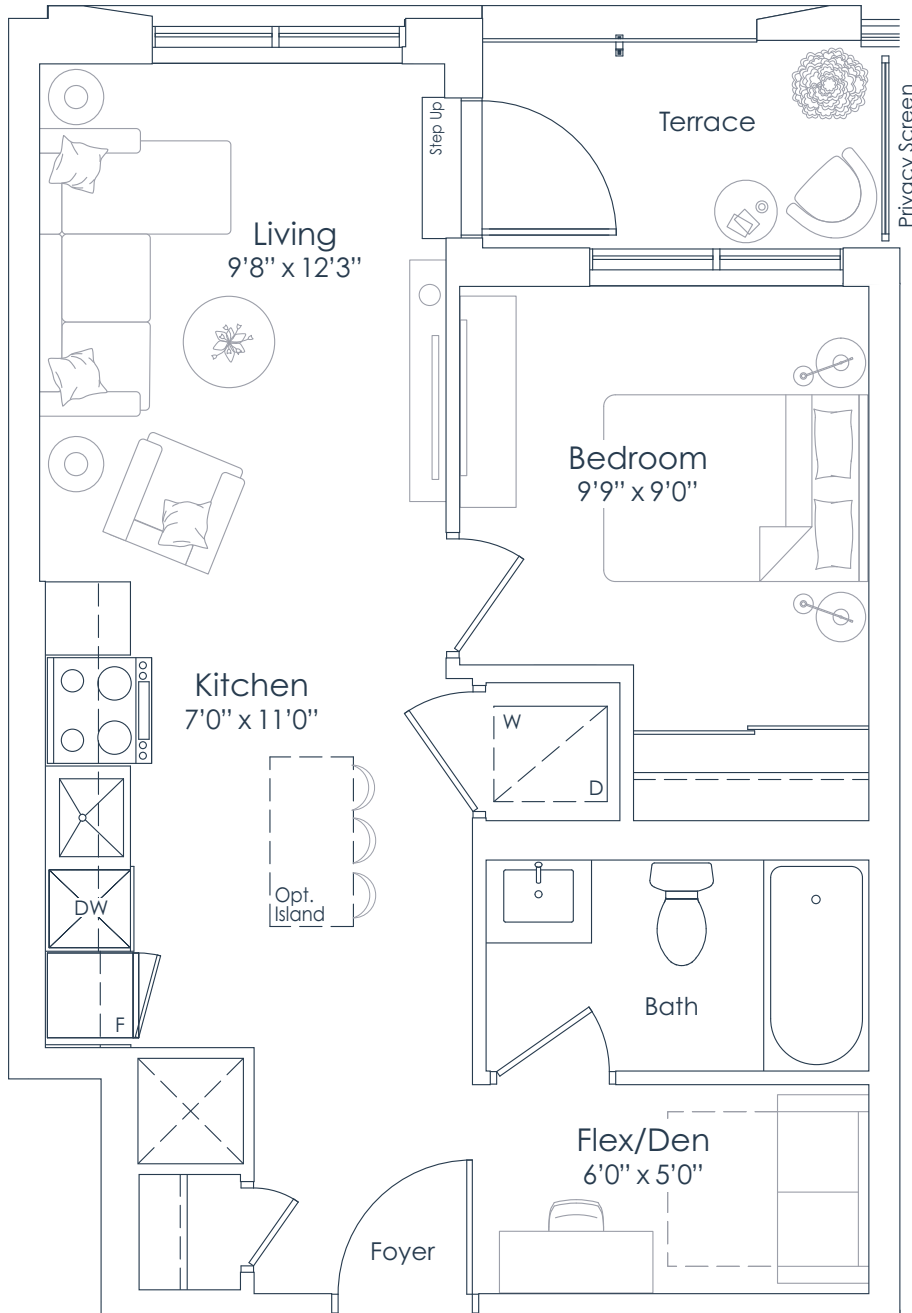 Terrace
Privacy Screen
Step Up
Living
9’8” x 12’3”
Bedroom
9’9” x 9’0”
Kitchen
7’0” x 11’0”
W
D
Opt.
Island
DW
F
Bath
Flex/Den
6’0” x 5’0”
Foyer